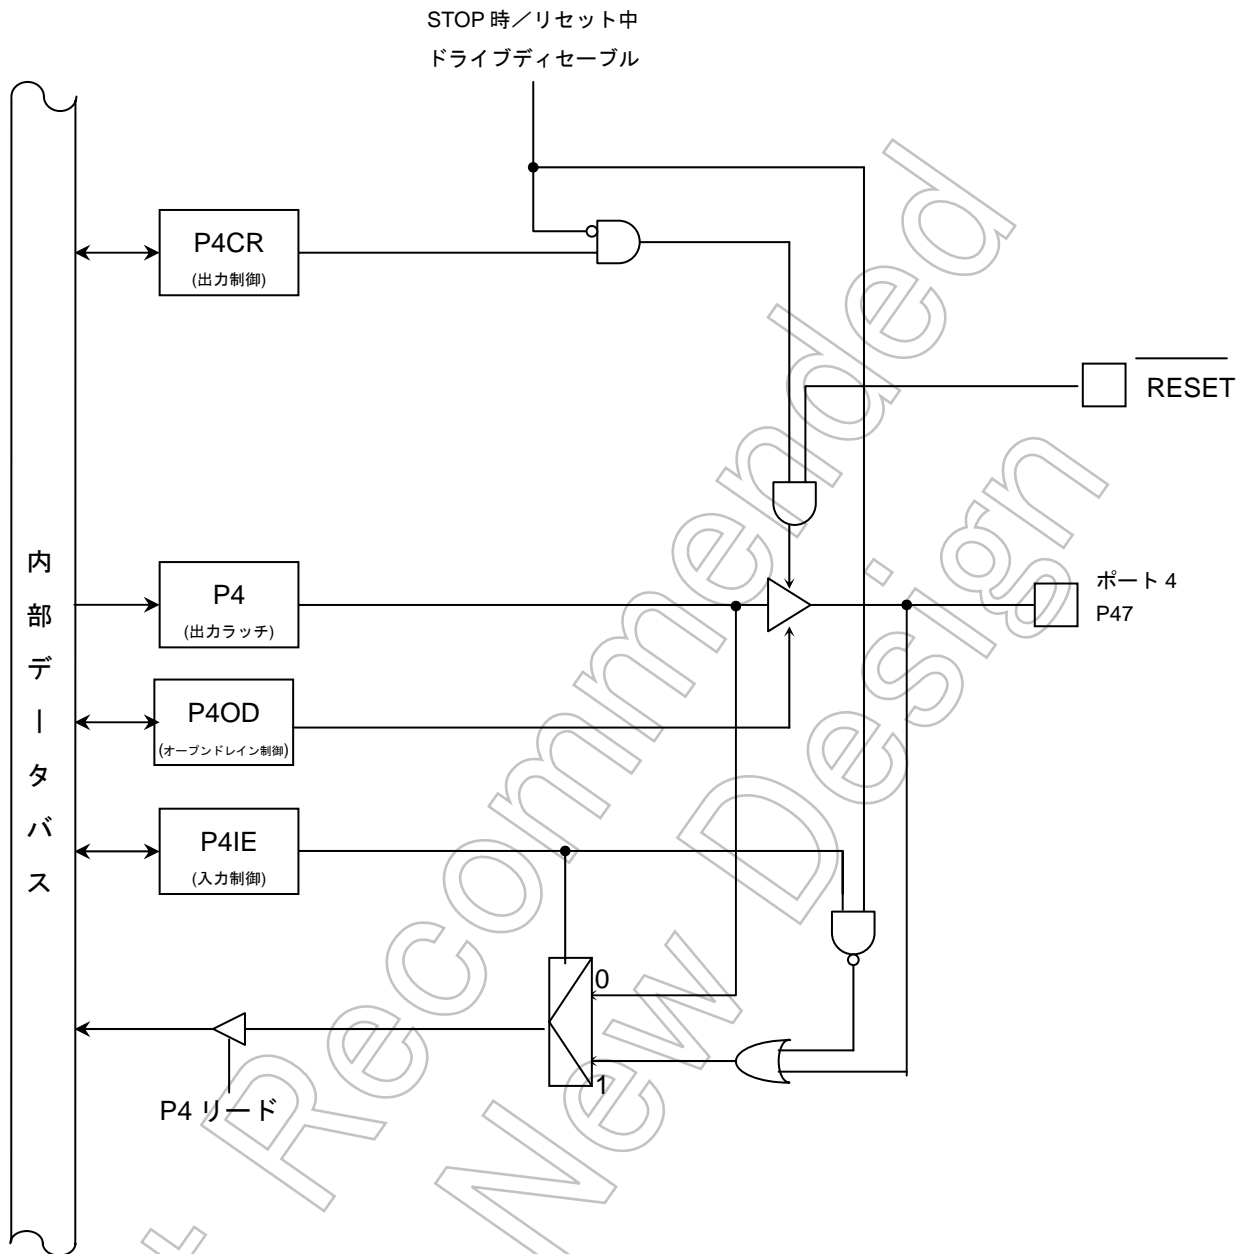 STOP 時／リセット中
ドライブディセーブル
P4CR
(出力制御)
RESET
内部データバス
P4
(出力ラッチ)
ポート 4
P47
P4OD
(オープンドレイン制御)
P4IE
(入力制御)
0
1
P4 リード
Recommended
New Design